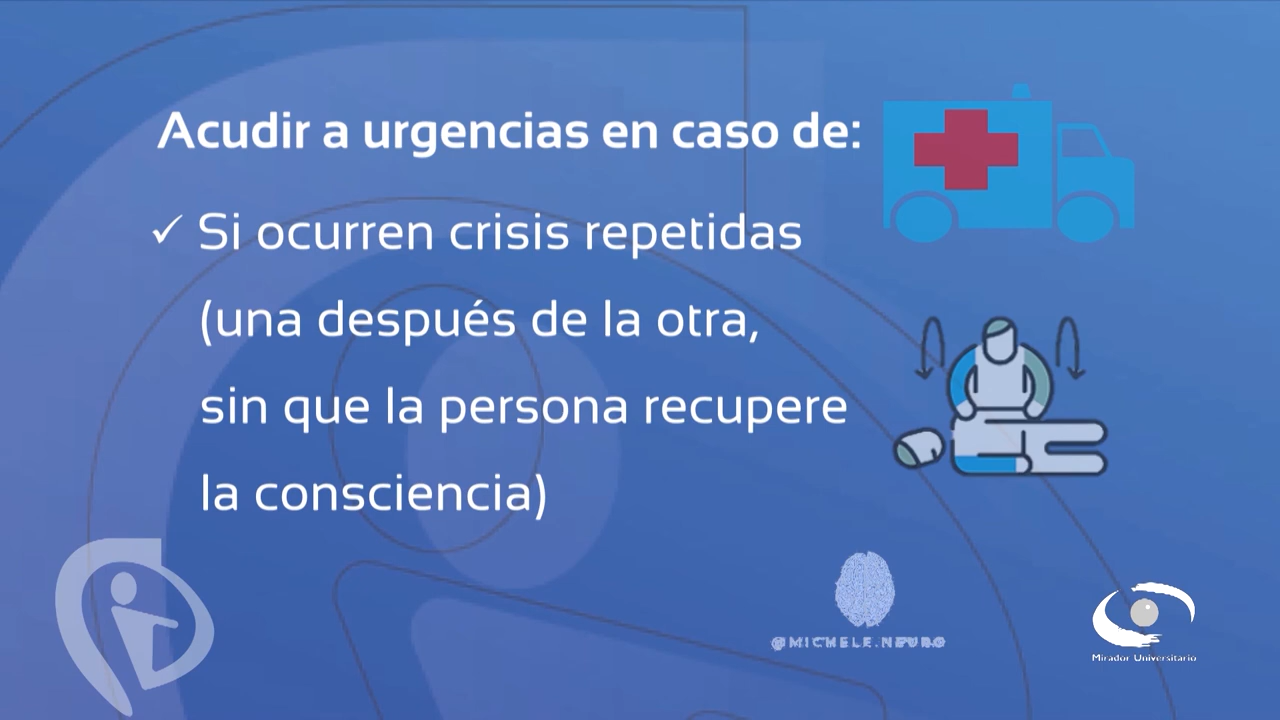 Acudir a urgencias en caso de:
✓ Si ocurren crisis repetidas
(una después de la otra,
sin que la persona recupere
la consciencia)
@MICHELE.NEURO
Mirador Universitario